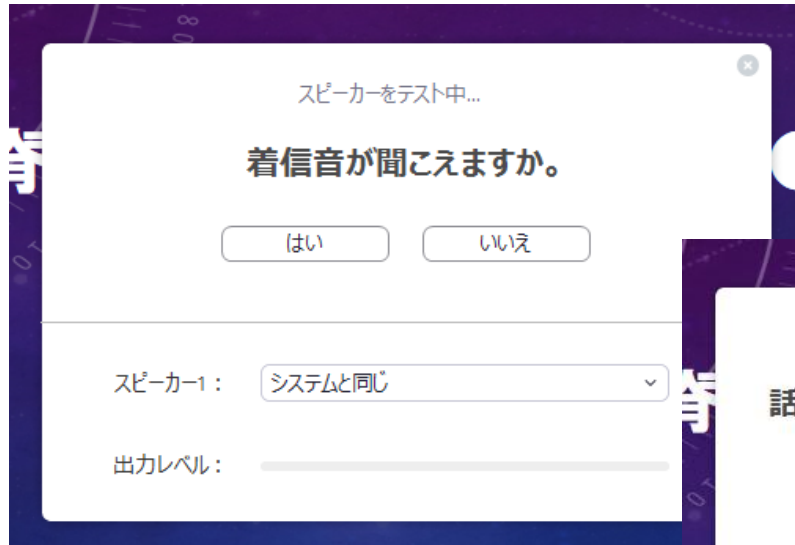 スピーカーをテスト中...
着信音が聞こえますか。
はい
いいえ
スピーカー1：
システムと同じ
出力レベル：
話